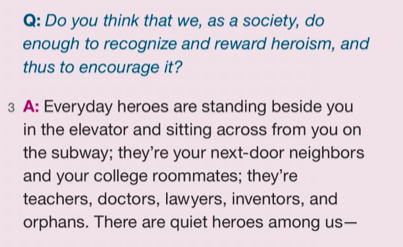 Q: Do you think that we, as a society, do
enough to recognize and reward heroism, and
thus to encourage it?
3 A: Everyday heroes are standing beside you
in the elevator and sitting across from you on
the subway; they’re your next-door neighbors
and your college roommates; they’re
teachers, doctors, lawyers, inventors, and
orphans. There are quiet heroes among us—